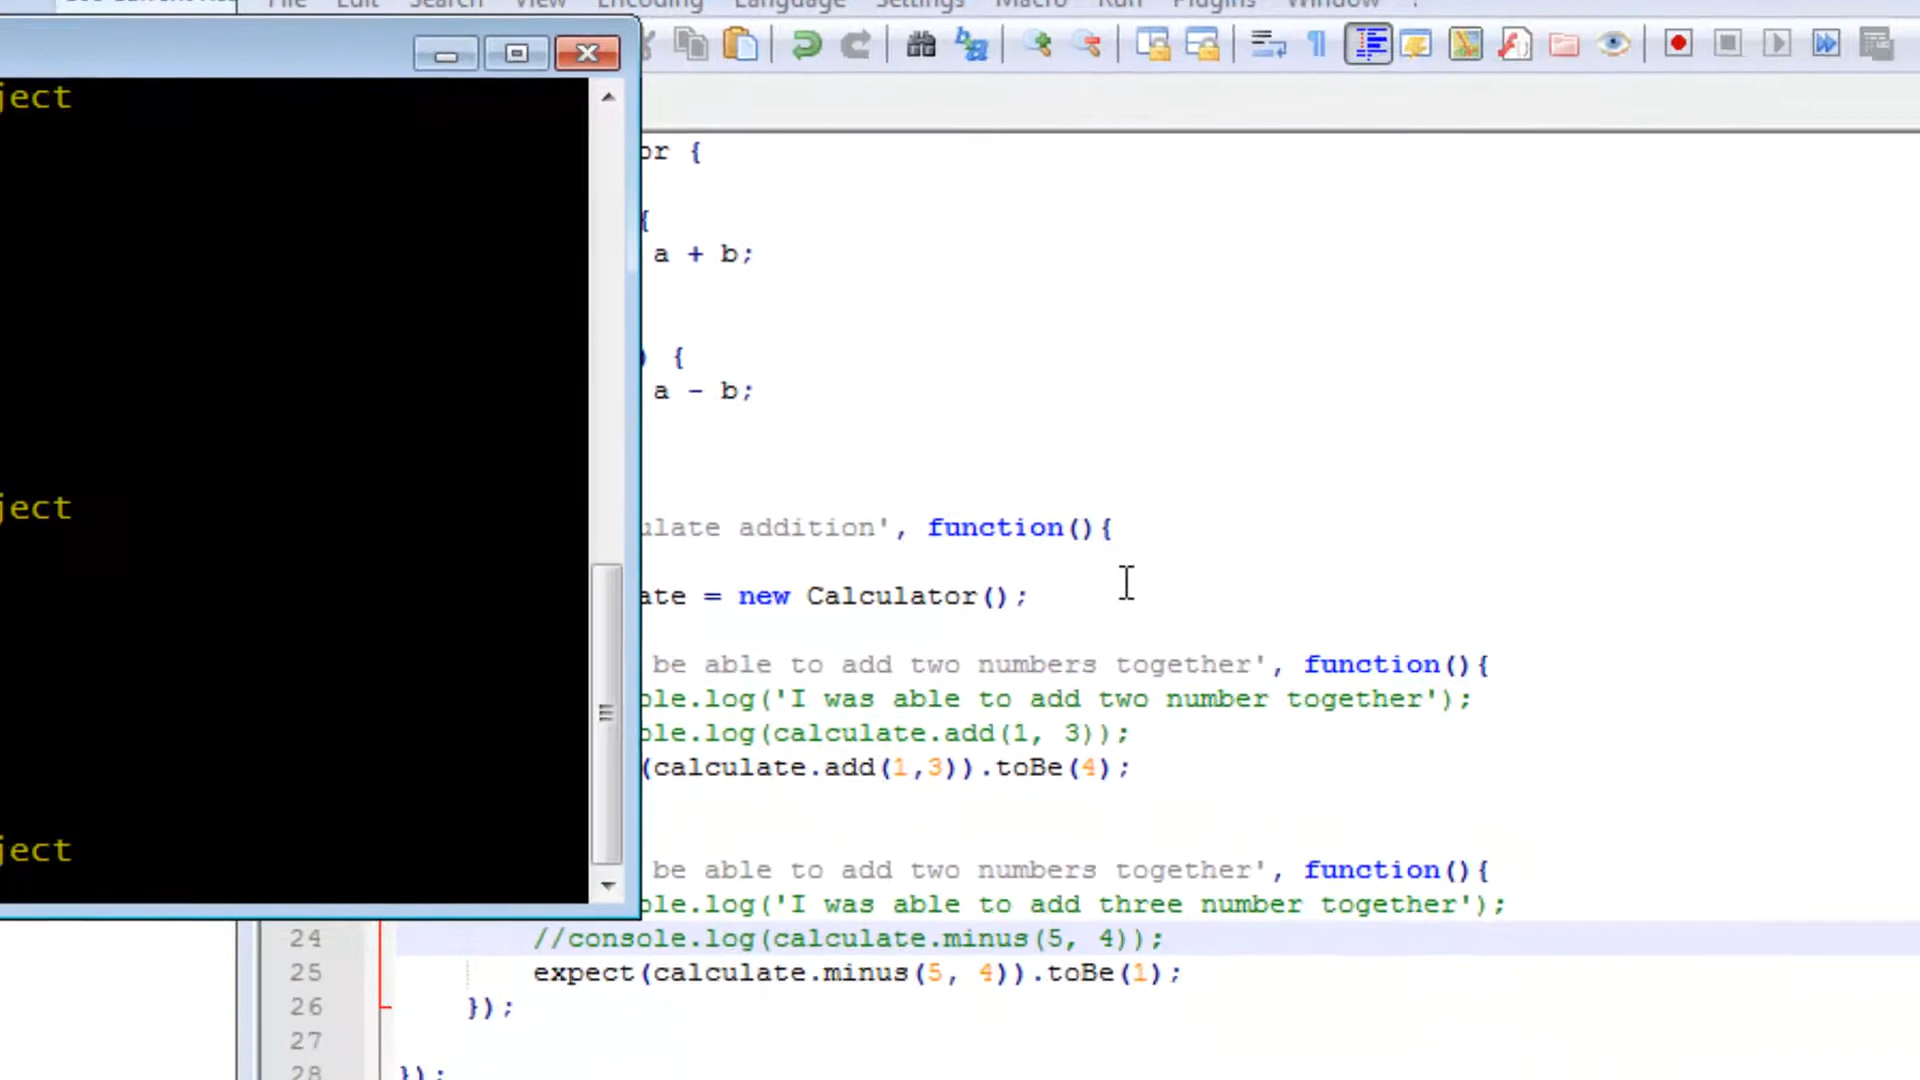 File Edit Search View Encoding Language Settings Macro Run Plugins Window ?
ject
or {
{
a + b;
) {
a - b;
ject
ulate addition', function(){
ate = new Calculator();
be able to add two numbers together', function(){
ole.log('I was able to add two number together');
ole.log(calculate.add(1, 3));
(calculate.add(1,3)).toBe(4);
ject
be able to add two numbers together', function(){
ole.log('I was able to add three number together');
24 //console.log(calculate.minus(5, 4));
25 expect(calculate.minus(5, 4)).toBe(1);
26 });
27
28 });